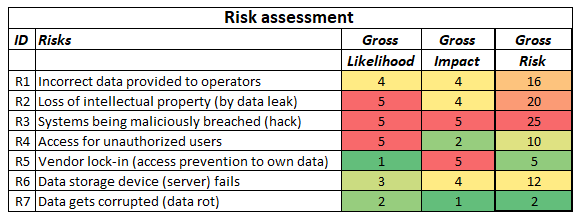 Risk assessment
ID Risks Gross Likelihood Gross Impact Gross Risk
R1 Incorrect data provided to operators 4 4 16
R2 Loss of intellectual property (by data leak) 5 4 20
R3 Systems being maliciously breached (hack) 5 5 25
R4 Access for unauthorized users 5 2 10
R5 Vendor lock-in (access prevention to own data) 1 5 5
R6 Data storage device (server) fails 3 4 12
R7 Data gets corrupted (data rot) 2 1 2